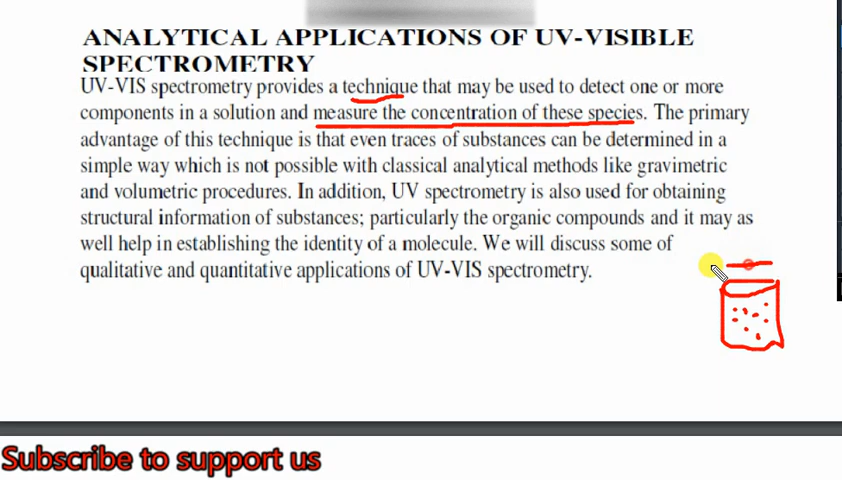 ANALYTICAL APPLICATIONS OF UV-VISIBLE
SPECTROMETRY
UV-VIS spectrometry provides a technique that may be used to detect one or more
components in a solution and measure the concentration of these species. The primary
advantage of this technique is that even traces of substances can be determined in a
simple way which is not possible with classical analytical methods like gravimetric
and volumetric procedures. In addition, UV spectrometry is also used for obtaining
structural information of substances; particularly the organic compounds and it may as
well help in establishing the identity of a molecule. We will discuss some of
qualitative and quantitative applications of UV-VIS spectrometry.
Subscribe to support us